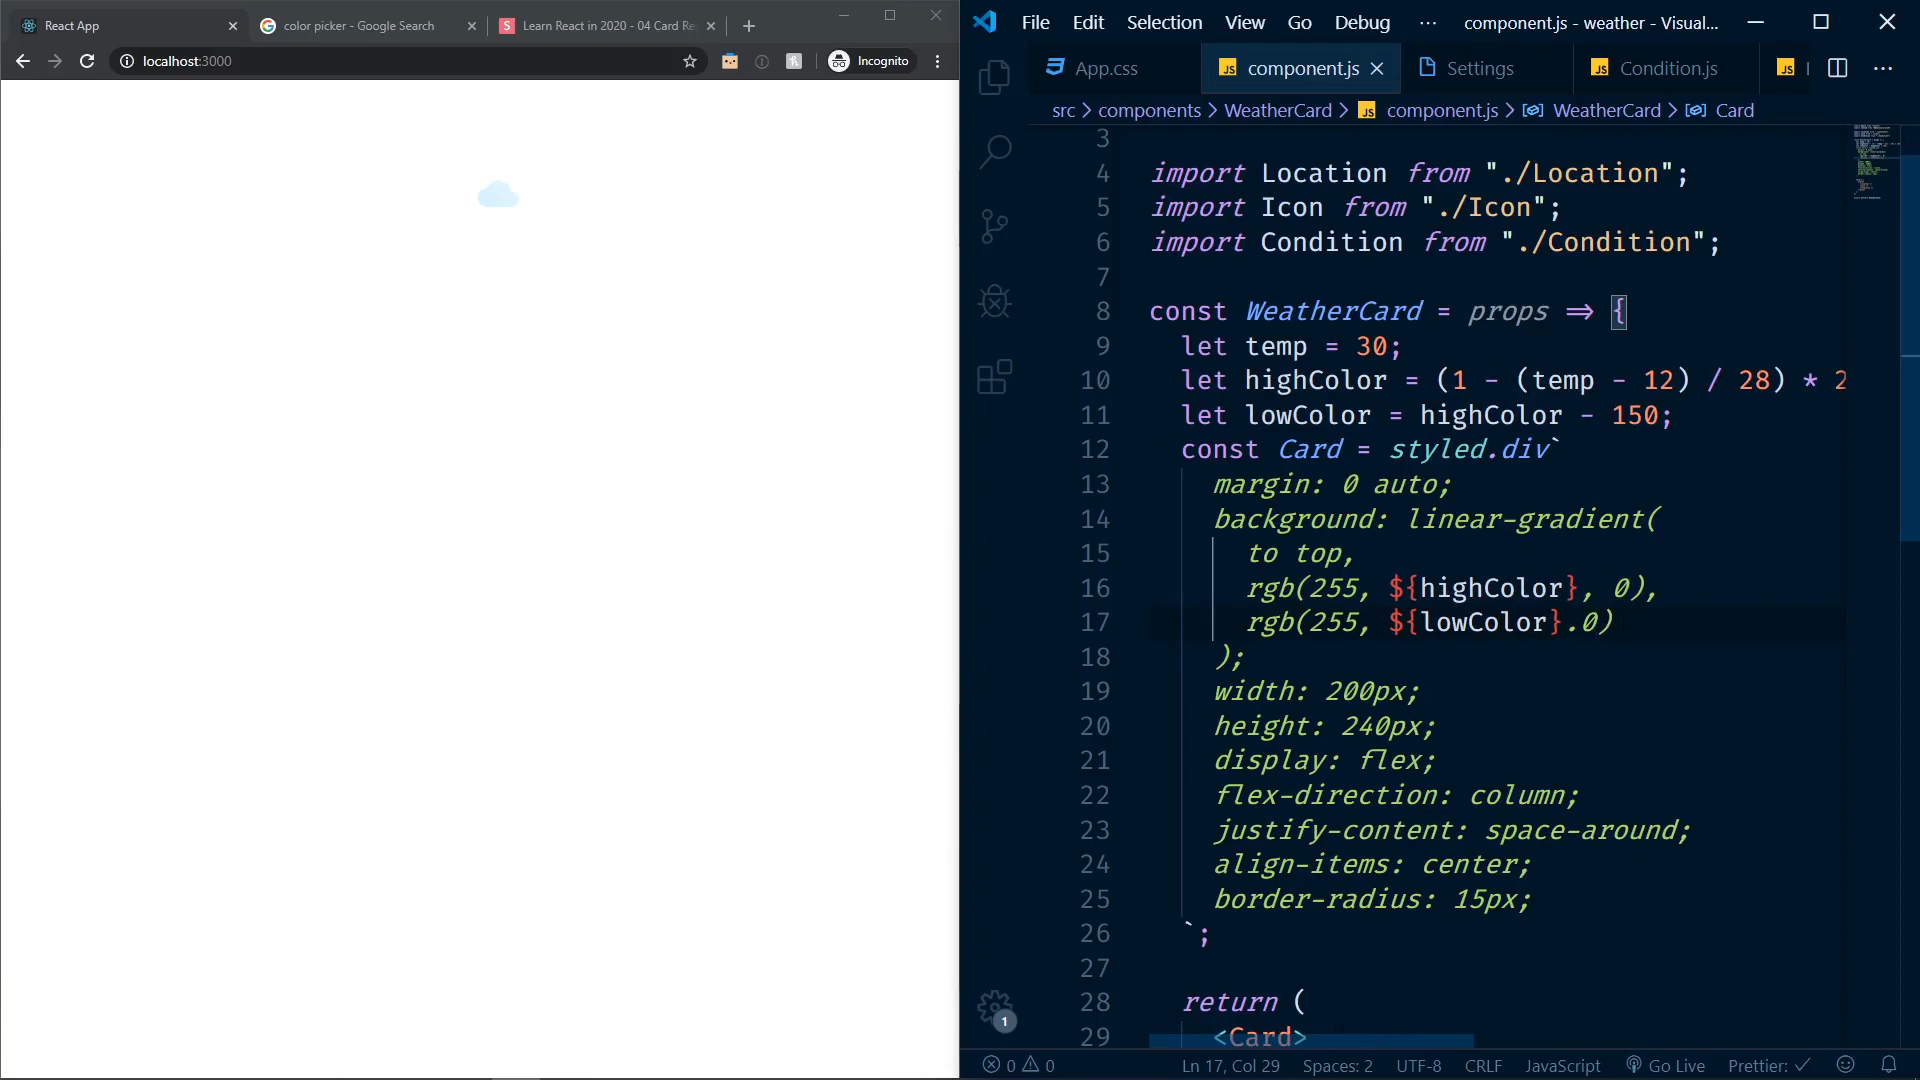 React App
color picker - Google Search
Learn React in 2020 - 04 Card Re
localhost:3000
Incognito
File Edit Selection View Go Debug ··· component.js - weather - Visual...
App.css component.js Settings Condition.js
src > components > WeatherCard > component.js > WeatherCard > Card
3
4 import Location from "./Location";
5 import Icon from "./Icon";
6 import Condition from "./Condition";
7
8 const WeatherCard = props => {
9 let temp = 30;
10 let highColor = (1 - (temp - 12) / 28) * 2
11 let lowColor = highColor - 150;
12 const Card = styled.div`
13 margin: 0 auto;
14 background: linear-gradient(
15 to top,
16 rgb(255, ${highColor}, 0),
17 rgb(255, ${lowColor}.0)
18 );
19 width: 200px;
20 height: 240px;
21 display: flex;
22 flex-direction: column;
23 justify-content: space-around;
24 align-items: center;
25 border-radius: 15px;
26 `;
27
28 return (
29 <Card>
1
0 0 Ln 17, Col 29 Spaces: 2 UTF-8 CRLF JavaScript Go Live Prettier: ✓